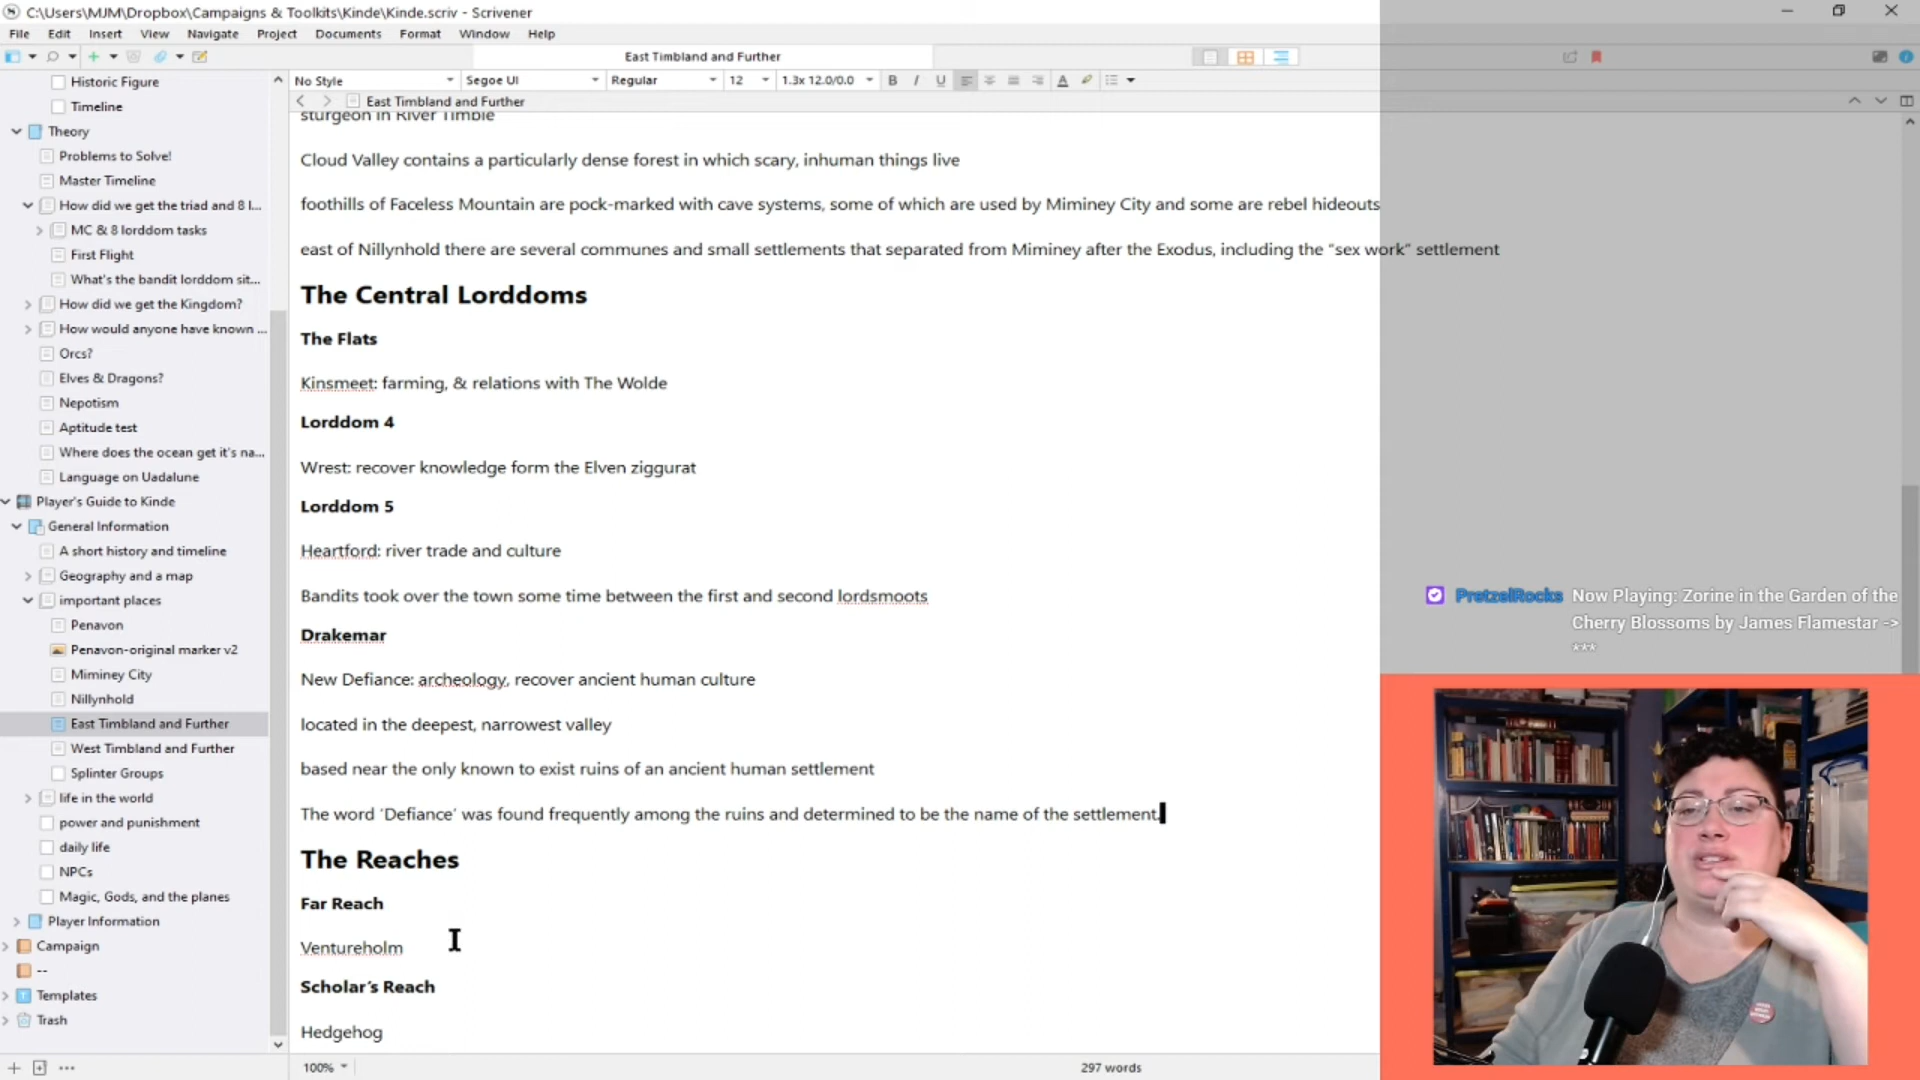 C:\Users\MJM\Dropbox\Campaigns & Toolkits\Kinde\Kinde.scriv - Scrivener
File Edit Insert View Navigate Project Documents Format Window Help
East Timbland and Further
No Style Segoe UI Regular 12 1.3x 12.0/0.0 B I U A
East Timbland and Further
Historic Figure
Timeline
Theory
Problems to Solve!
Master Timeline
How did we get the triad and 8 l...
MC & 8 lorddom tasks
First Flight
What's the bandit lorddom sit...
How did we get the Kingdom?
How would anyone have known ...
Orcs?
Elves & Dragons?
Nepotism
Aptitude test
Where does the ocean get it's na...
Language on Uadalune
Player's Guide to Kinde
General Information
A short history and timeline
Geography and a map
important places
Penavon
Penavon-original marker v2
Miminey City
Nillynhold
East Timbland and Further
West Timbland and Further
Splinter Groups
life in the world
power and punishment
daily life
NPCs
Magic, Gods, and the planes
Player Information
Campaign
--
Templates
Trash
sturgeon in River Timble
Cloud Valley contains a particularly dense forest in which scary, inhuman things live
foothills of Faceless Mountain are pock-marked with cave systems, some of which are used by Miminey City and some are rebel hideouts
east of Nillynhold there are several communes and small settlements that separated from Miminey after the Exodus, including the “sex work” settlement
The Central Lorddoms
The Flats
Kinsmeet: farming, & relations with The Wolde
Lorddom 4
Wrest: recover knowledge form the Elven ziggurat
Lorddom 5
Heartford: river trade and culture
Bandits took over the town some time between the first and second lordsmoots
Drakemar
New Defiance: archeology, recover ancient human culture
located in the deepest, narrowest valley
based near the only known to exist ruins of an ancient human settlement
The word ‘Defiance’ was found frequently among the ruins and determined to be the name of the settlement.
The Reaches
Far Reach
Ventureholm
Scholar’s Reach
Hedgehog
100%
297 words
PretzelRocks Now Playing: Zorine in the Garden of the
Cherry Blossoms by James Flamestar ->
***